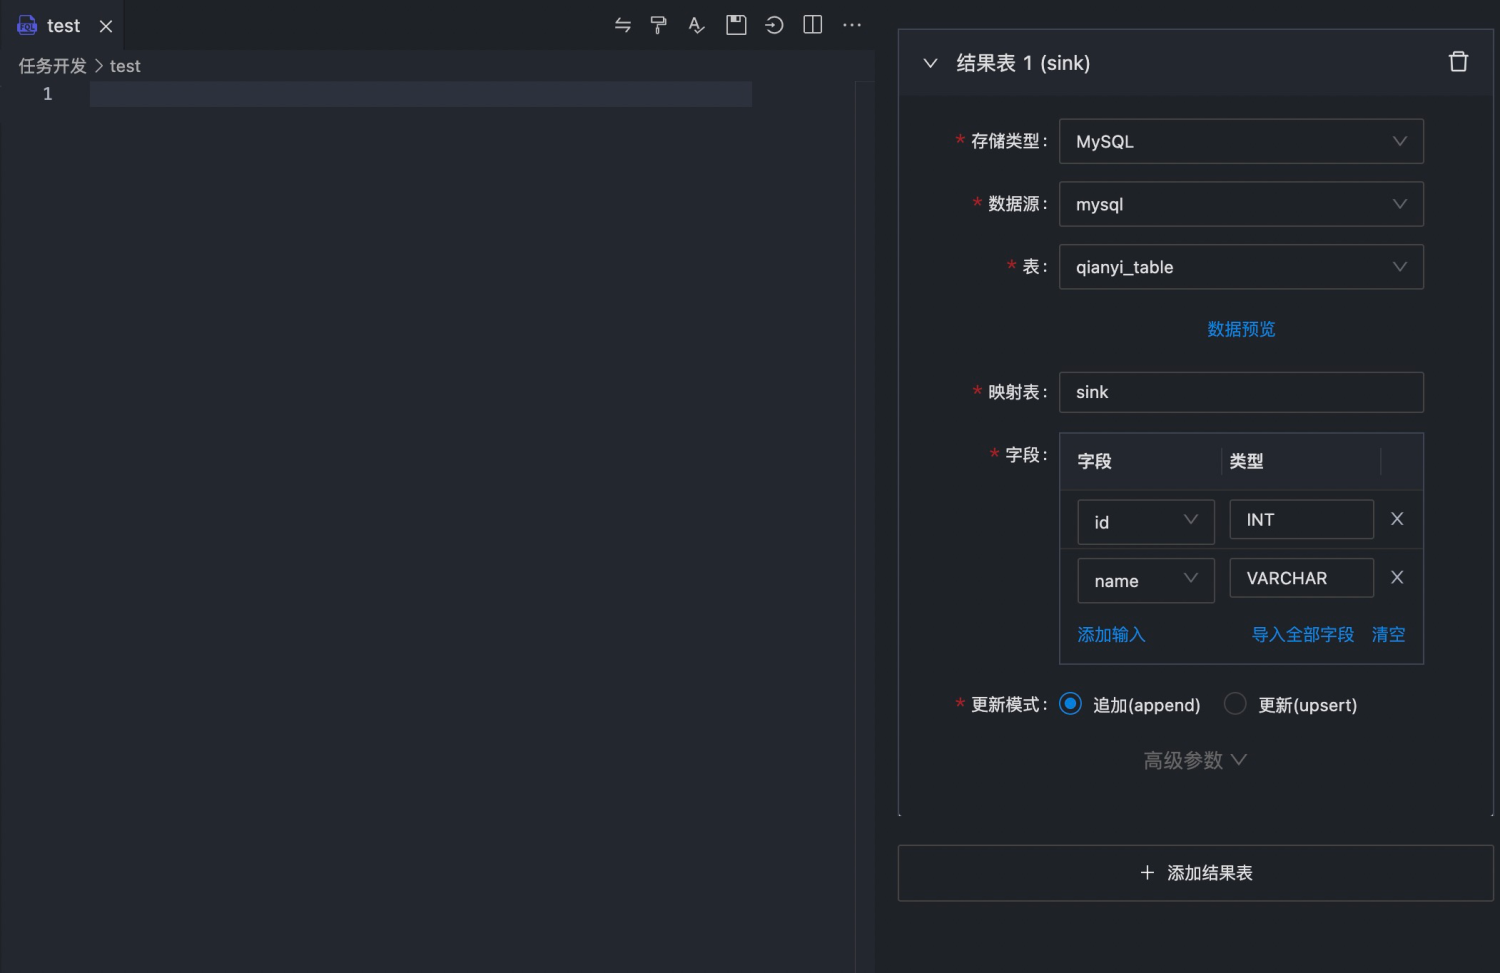 test
任务开发 > test
1
结果表 1 (sink)
* 存储类型: MySQL
* 数据源: mysql
* 表: qianyi_table
数据预览
* 映射表: sink
* 字段: 字段 类型
id INT
name VARCHAR
添加输入 导入全部字段 清空
* 更新模式: 追加(append) 更新(upsert)
高级参数
+ 添加结果表